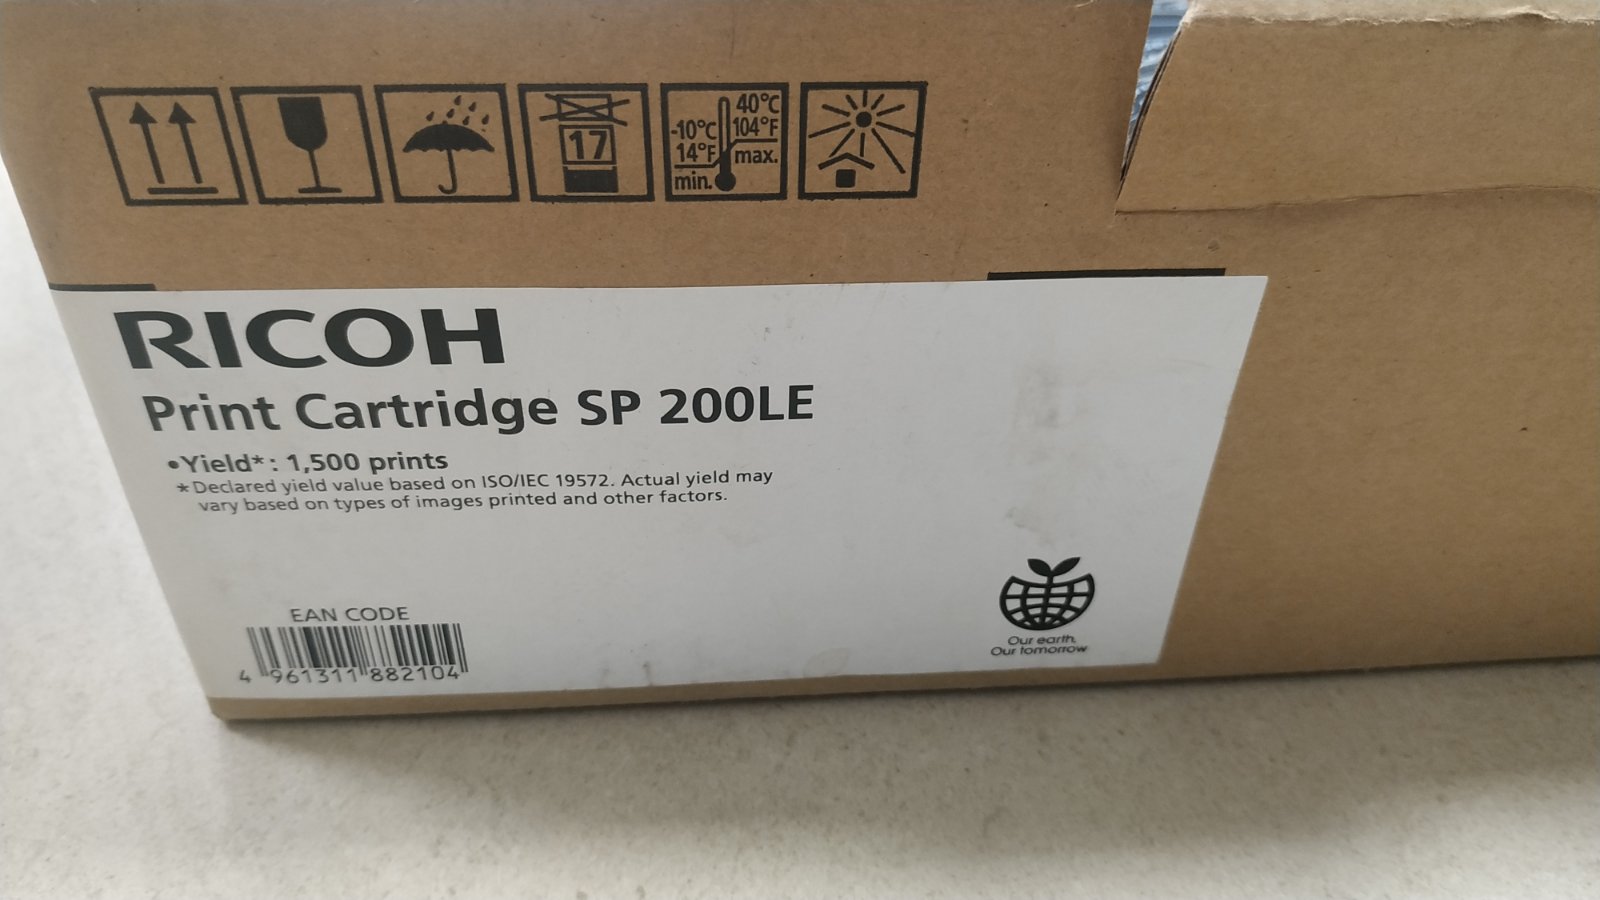 17
40°C
-10°C 104°F
14°F max.
min.
RICOH
Print Cartridge SP 200LE
•Yield*: 1,500 prints
*Declared yield value based on ISO/IEC 19572. Actual yield may
vary based on types of images printed and other factors.
EAN CODE
4 961311 882104
Our earth,
Our tomorrow